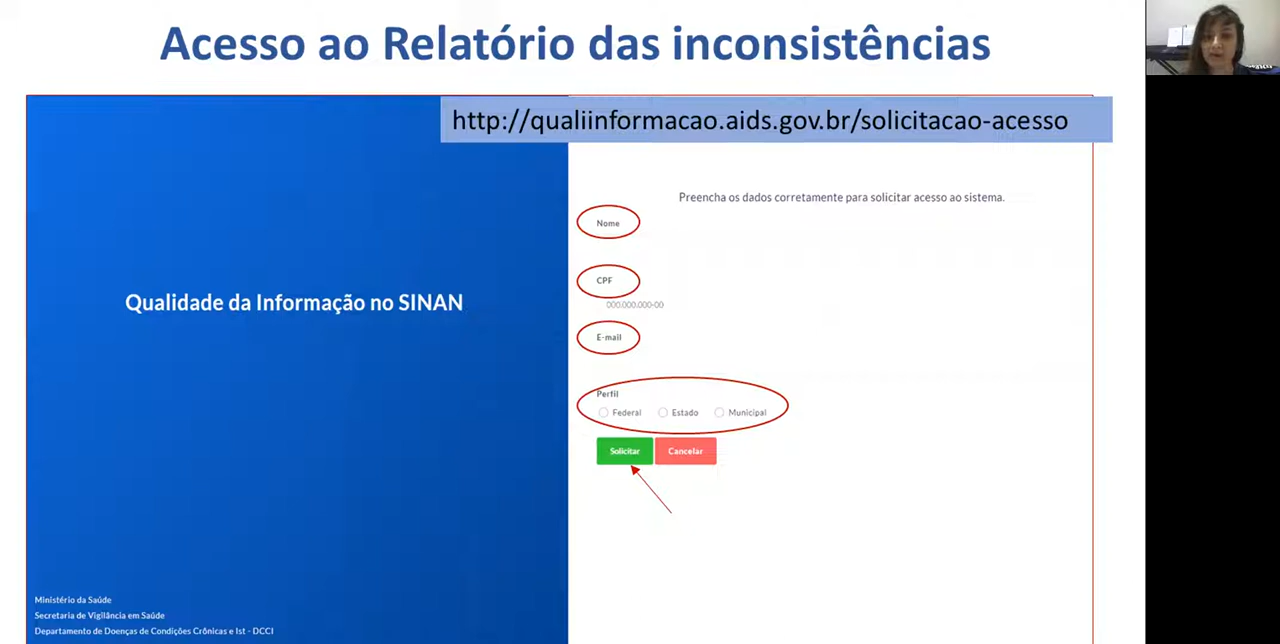 Acesso ao Relatório das inconsistências
http://qualiinformacao.aids.gov.br/solicitacao-acesso
Preencha os dados corretamente para solicitar acesso ao sistema.
Nome
CPF
000.000.000-00
E-mail
Perfil
Federal Estado Municipal
Solicitar Cancelar
Qualidade da Informação no SINAN
Ministério da Saúde
Secretaria de Vigilância em Saúde
Departamento de Doenças de Condições Crônicas e Ist - DCCI